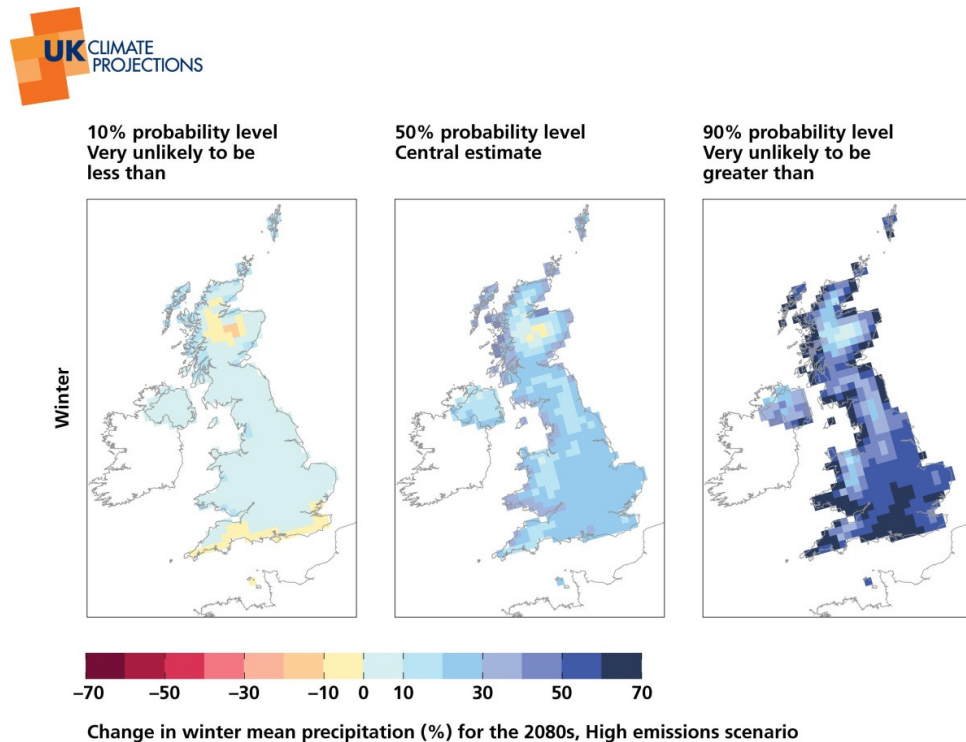 UK CLIMATE
PROJECTIONS
10% probability level
Very unlikely to be
less than
50% probability level
Central estimate
90% probability level
Very unlikely to be
greater than
Winter
–70 –50 –30 –10 0 10 30 50 70
Change in winter mean precipitation (%) for the 2080s, High emissions scenario